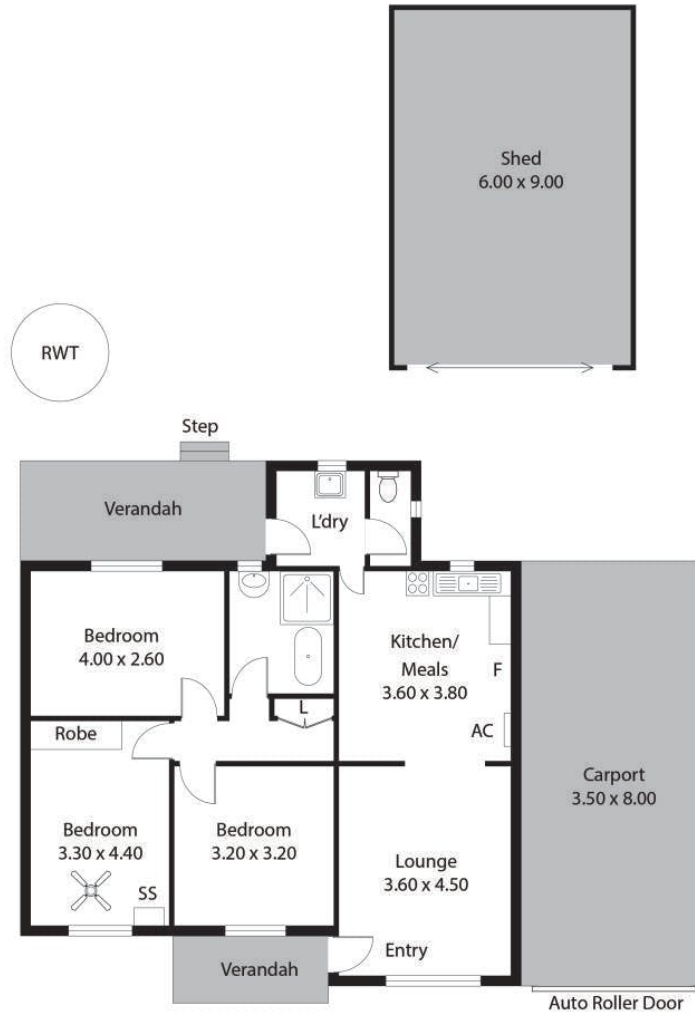 Shed
6.00 x 9.00
RWT
Step
Verandah
L'dry
Bedroom
4.00 x 2.60
Kitchen/
Meals
3.60 x 3.80
F
L
Robe
AC
Carport
3.50 x 8.00
Bedroom
3.30 x 4.40
SS
Bedroom
3.20 x 3.20
Lounge
3.60 x 4.50
Entry
Verandah
Auto Roller Door